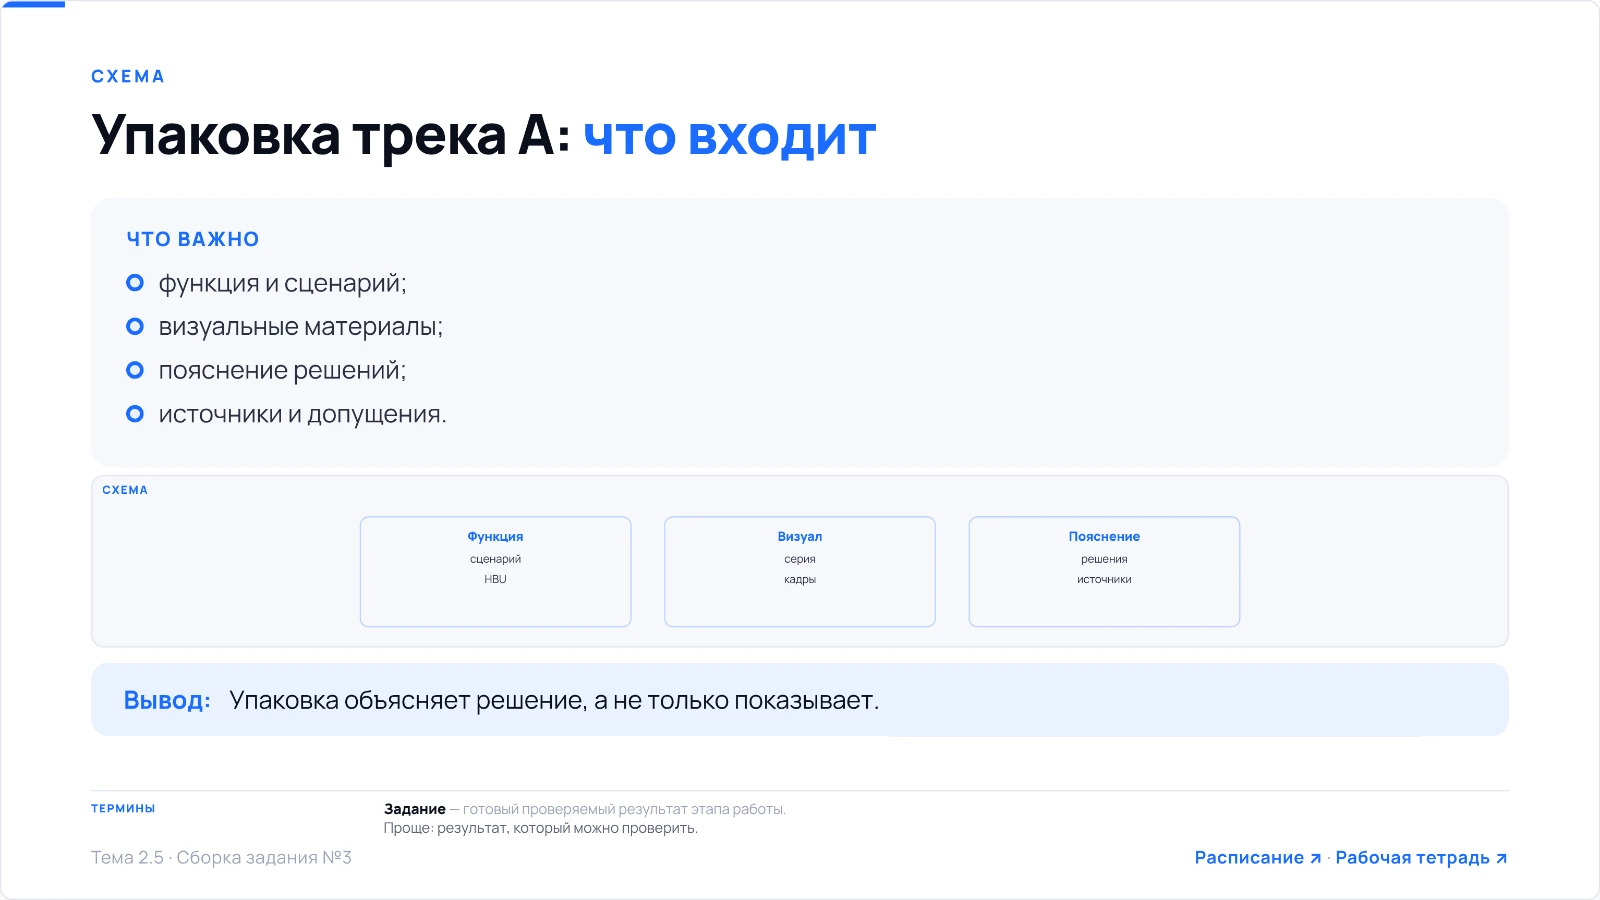 СХЕМА
Упаковка трека А: что входит
ЧТО ВАЖНО
функция и сценарий;
визуальные материалы;
пояснение решений;
источники и допущения.
СХЕМА
Функция
сценарий
HBU
Визуал
серия
кадры
Пояснение
решения
источники
Вывод: Упаковка объясняет решение, а не только показывает.
ТЕРМИНЫ
Задание — готовый проверяемый результат этапа работы.
Проще: результат, который можно проверить.
Тема 2.5 · Сборка задания №3
Расписание ↗ · Рабочая тетрадь ↗